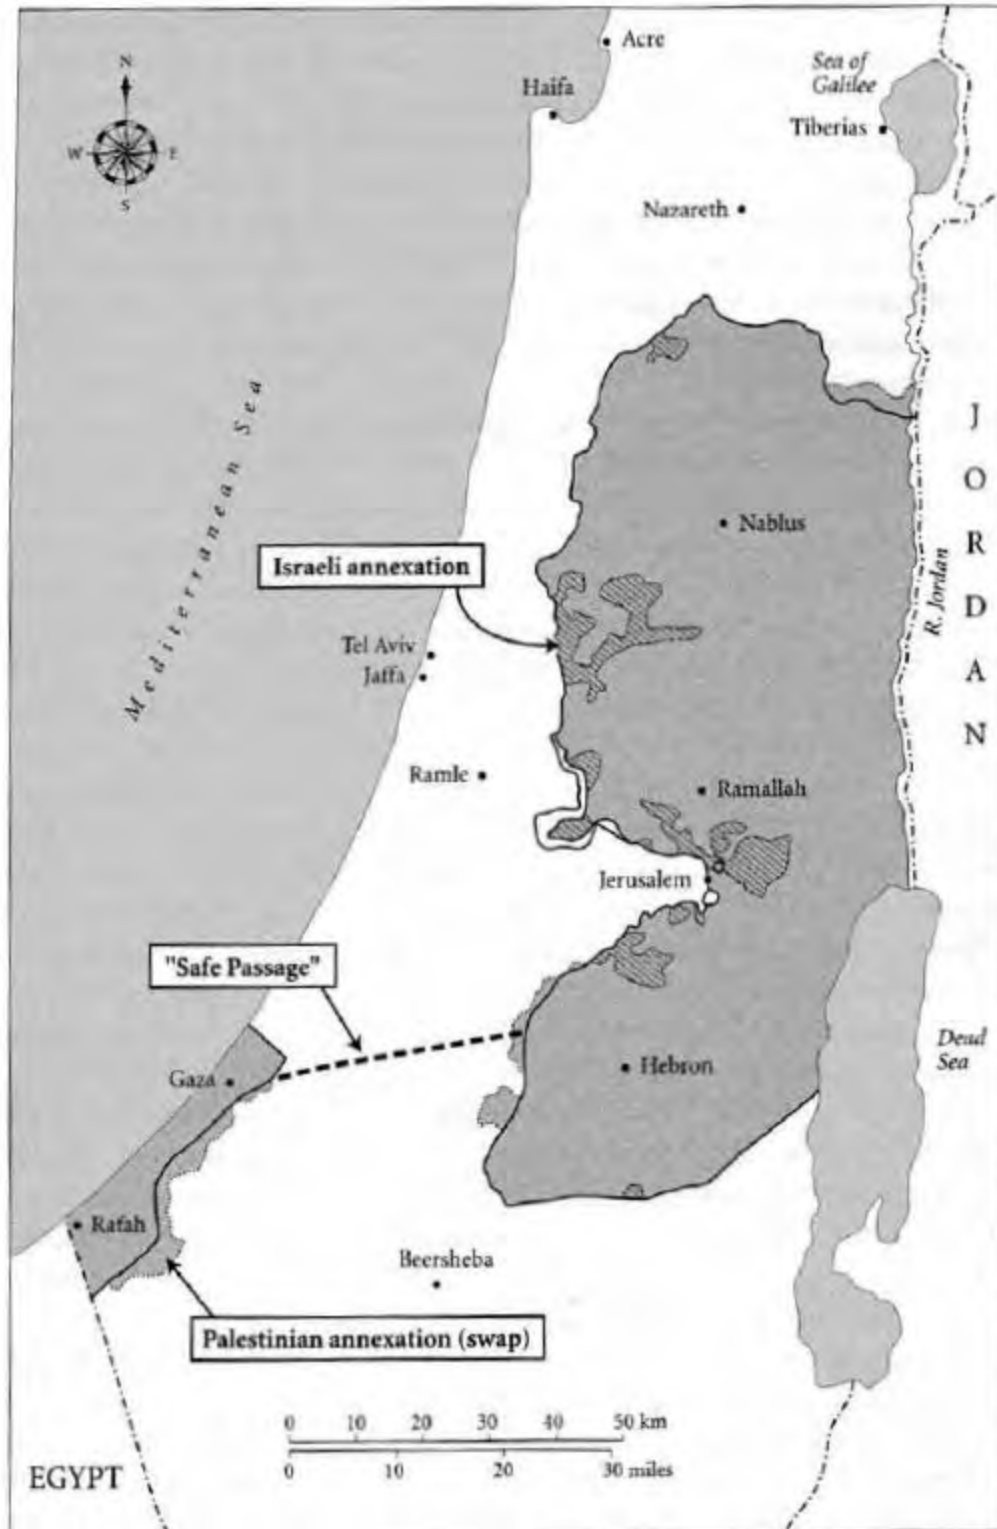 Acre
Sea of
Galilee
N
Haifa
Tiberias
W
E
S
Nazareth
Mediterranean Sea
JORDAN
Nablus
Israeli annexation
R. Jordan
Tel Aviv
Jaffa
Ramle
Ramallah
Jerusalem
"Safe Passage"
Dead
Sea
Gaza
Hebron
Rafah
Beersheba
Palestinian annexation (swap)
0 10 20 30 40 50 km
0 10 20 30 miles
EGYPT